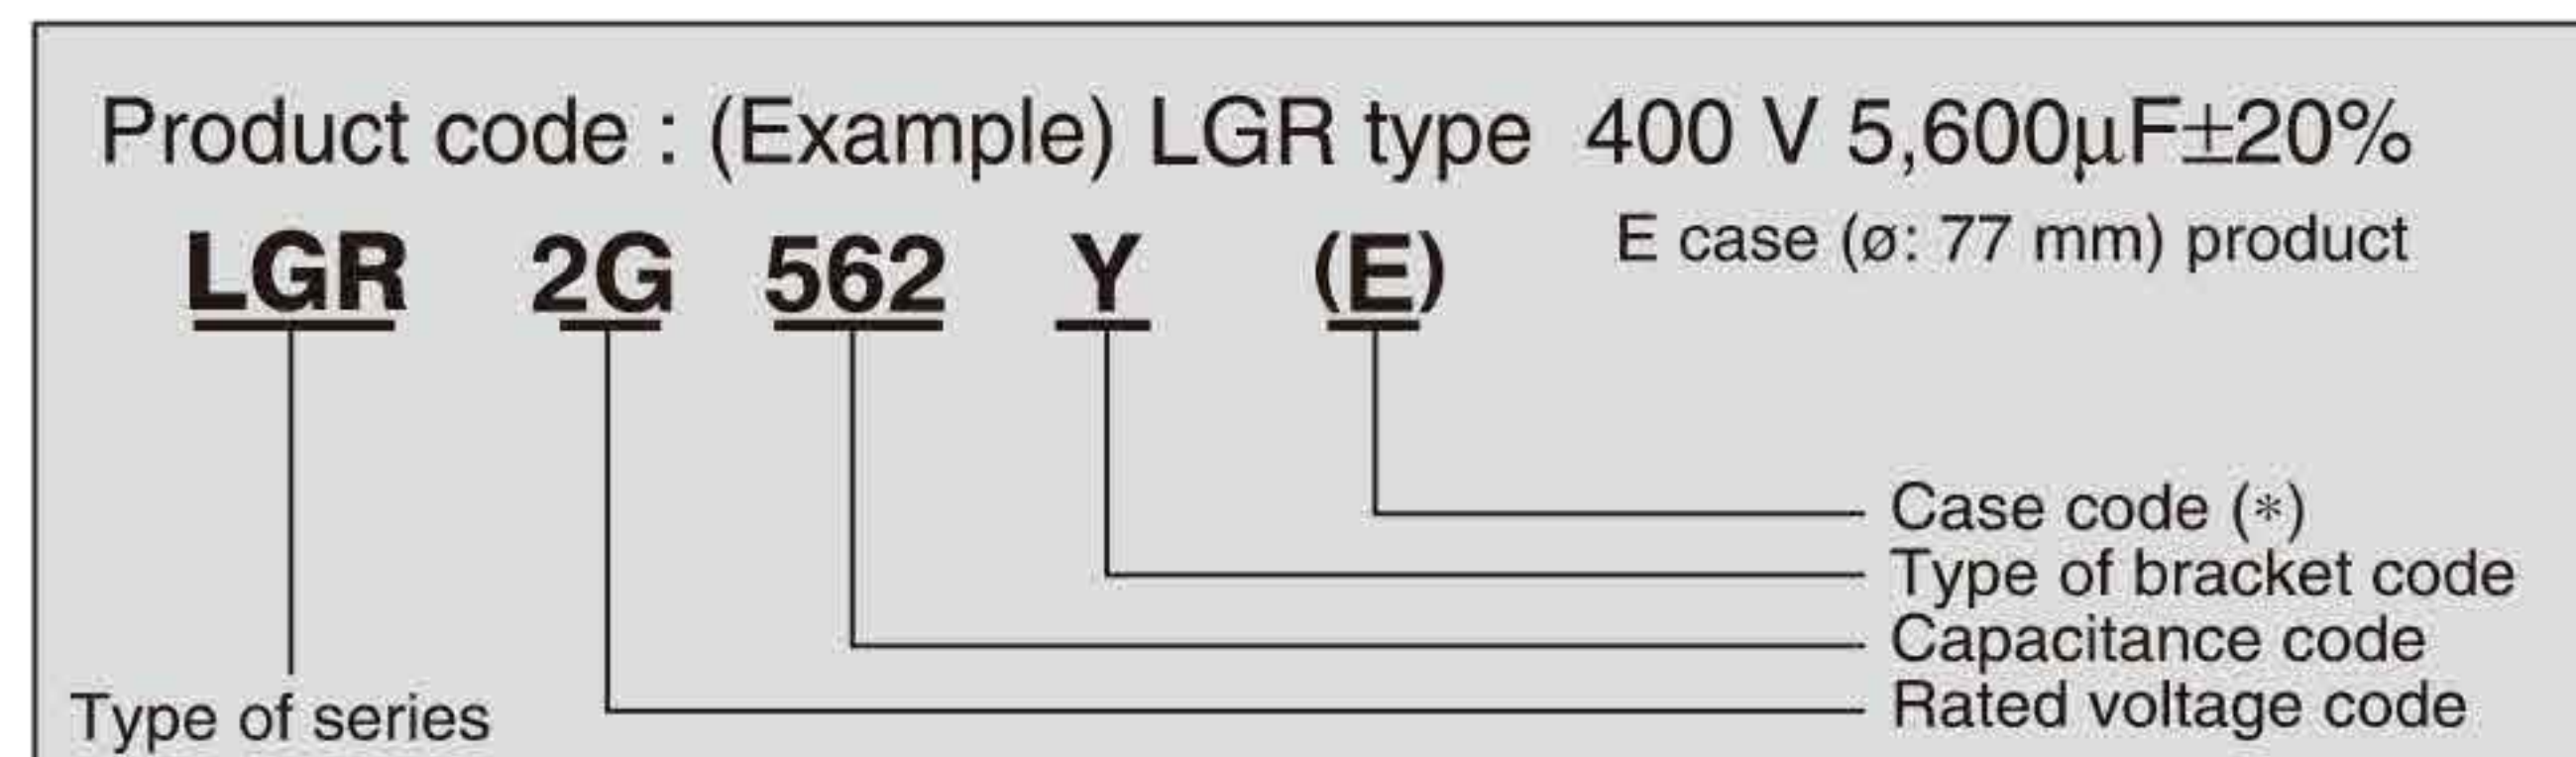 Product code : (Example) LGR type 400 V 5,600μF±20%
E case (ø: 77 mm) product
LGR 2G 562 Y (E)
Case code (*)
Type of bracket code
Capacitance code
Rated voltage code
Type of series